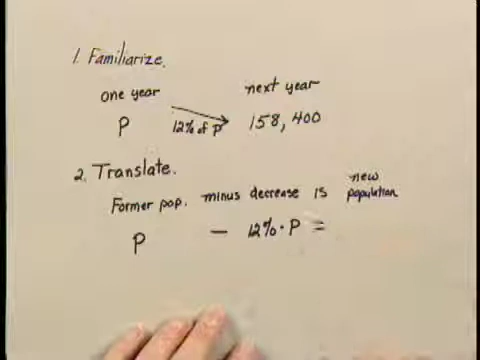 1. Familiarize.
one year next year
P 12% of P 158,400
2. Translate.
Former pop. minus decrease is new population
P - 12% · P =